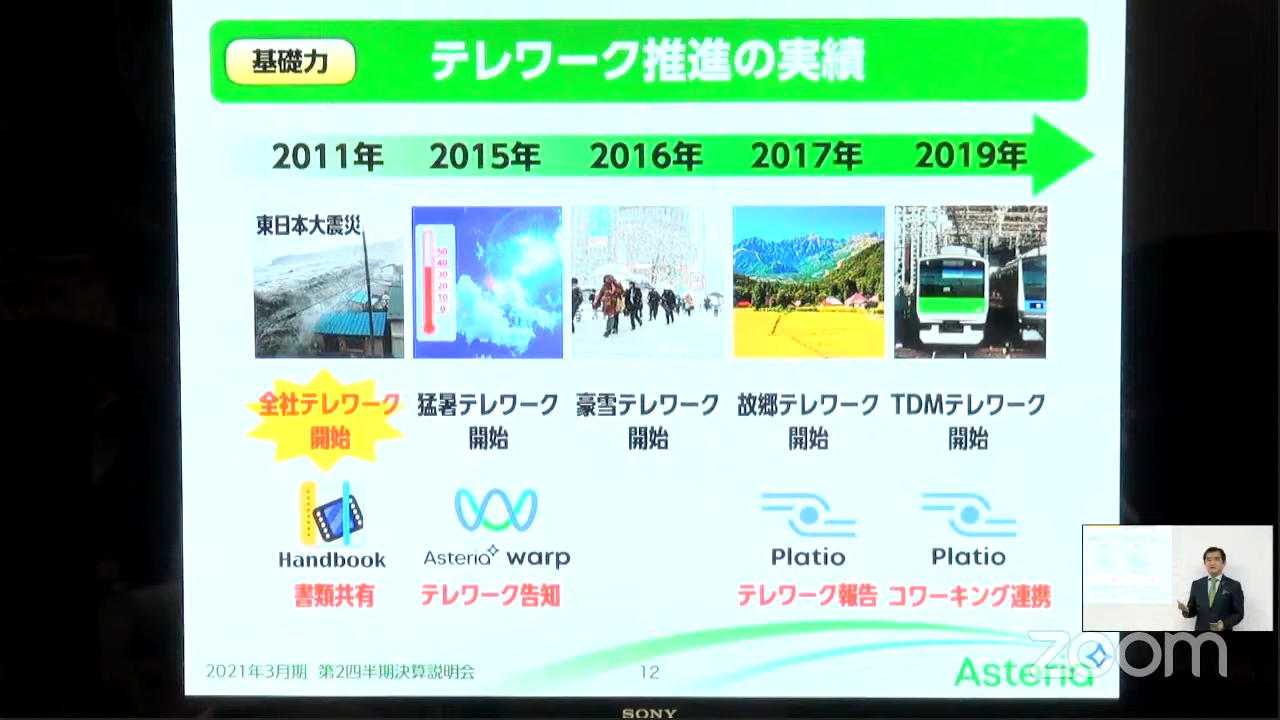 基礎力
テレワーク推進の実績
2011年 2015年 2016年 2017年 2019年
東日本大震災
50
40
30
20
10
0
全社テレワーク
開始
猛暑テレワーク
開始
豪雪テレワーク
開始
故郷テレワーク
開始
TDMテレワーク
開始
Handbook
書類共有
Asteria warp
テレワーク告知
Platio
テレワーク報告
Platio
コワーキング連携
2021年3月期 第2四半期決算説明会
12
Asteria
zoom
SONY